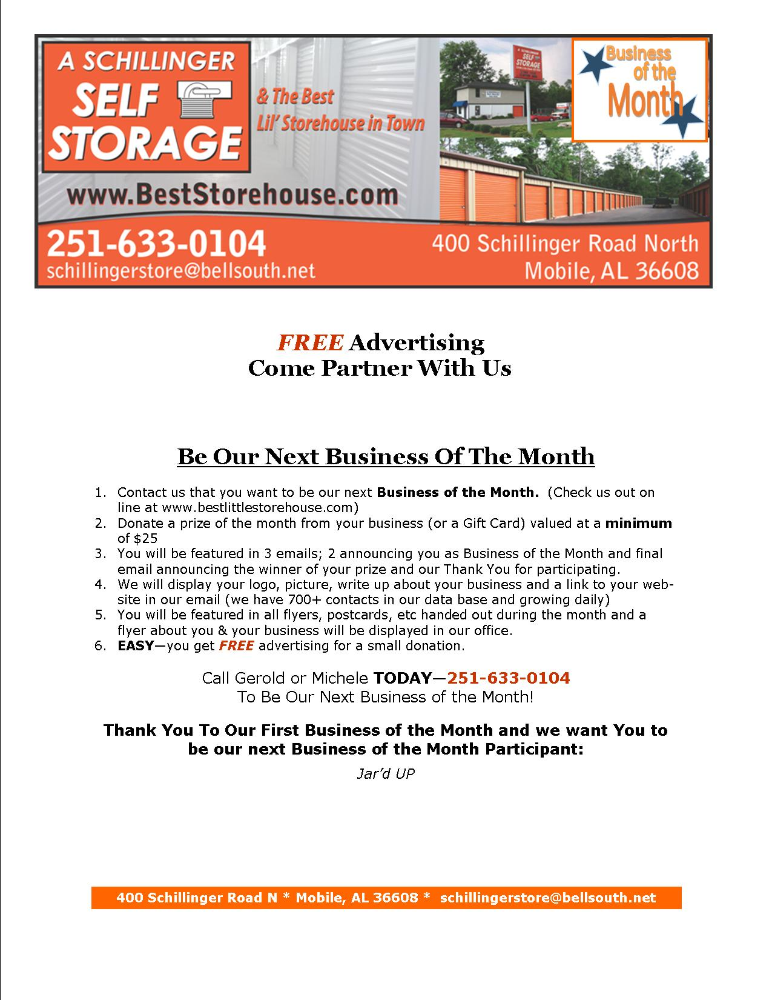 A SCHILLINGER
SELF
STORAGE
& The Best
Lil' Storehouse in Town
www.BestStorehouse.com
A SCHILLINGER
SELF
STORAGE
Business
of the
Month
251-633-0104
schillingerstore@bellsouth.net
400 Schillinger Road North
Mobile, AL 36608
FREE Advertising
Come Partner With Us
Be Our Next Business Of The Month
1. Contact us that you want to be our next Business of the Month. (Check us out on
line at www.bestlittlestorehouse.com)
2. Donate a prize of the month from your business (or a Gift Card) valued at a minimum
of $25
3. You will be featured in 3 emails; 2 announcing you as Business of the Month and final
email announcing the winner of your prize and our Thank You for participating.
4. We will display your logo, picture, write up about your business and a link to your web-
site in our email (we have 700+ contacts in our data base and growing daily)
5. You will be featured in all flyers, postcards, etc handed out during the month and a
flyer about you & your business will be displayed in our office.
6. EASY—you get FREE advertising for a small donation.
Call Gerold or Michele TODAY—251-633-0104
To Be Our Next Business of the Month!
Thank You To Our First Business of the Month and we want You to
be our next Business of the Month Participant:
Jar’d UP
400 Schillinger Road N * Mobile, AL 36608 * schillingerstore@bellsouth.net